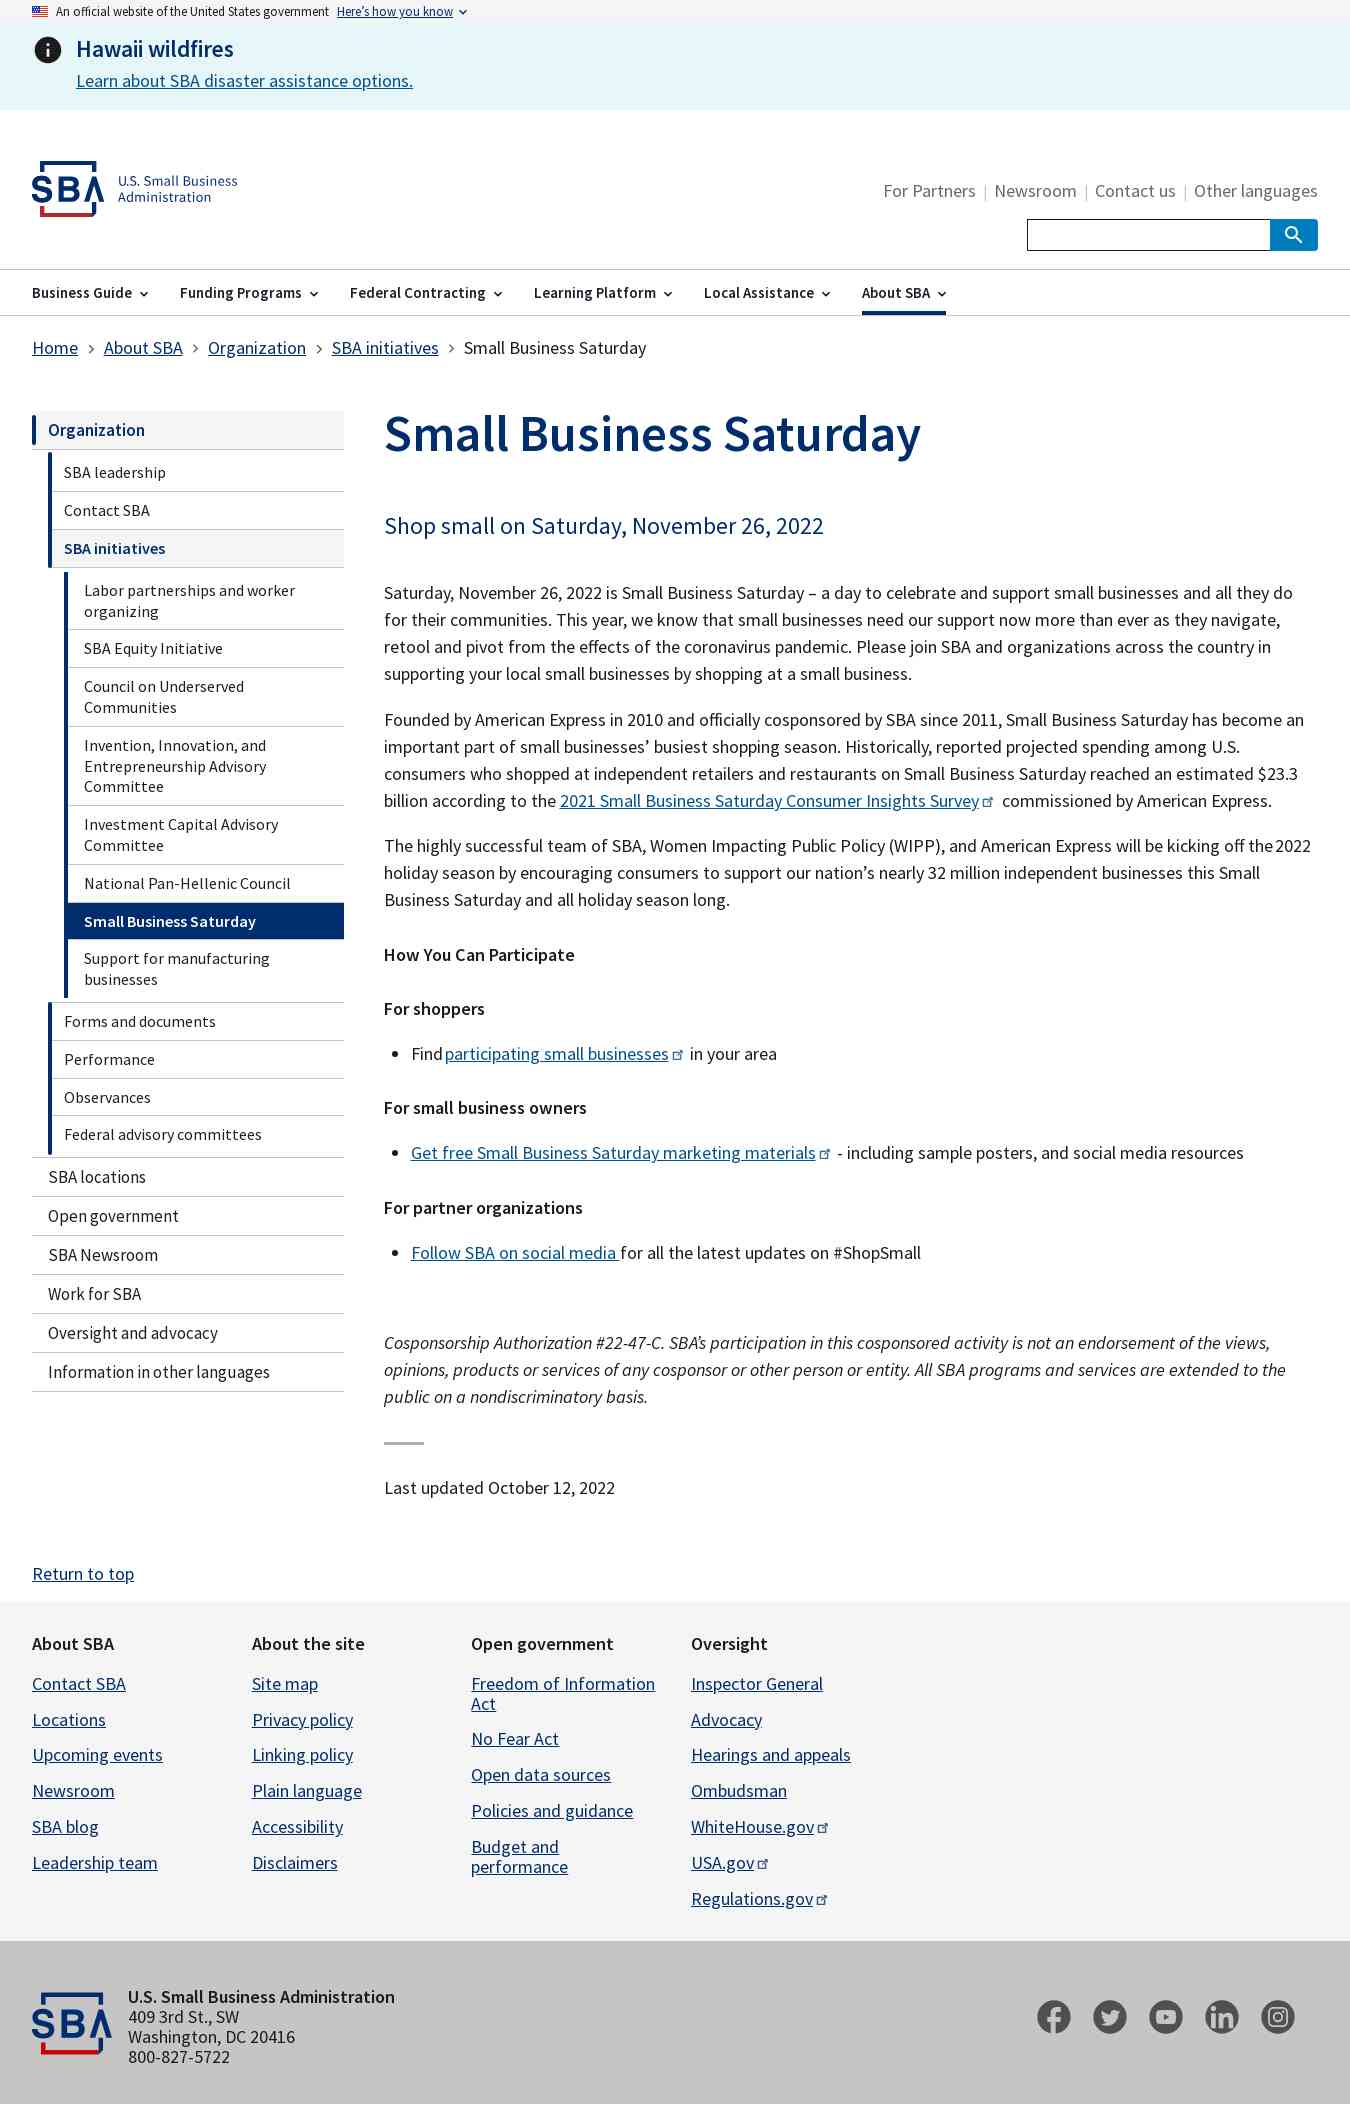 An official website of the United States government Here's how you know
Hawaii wildfires
Learn about SBA disaster assistance options.
SBA
U.S. Small Business
Administration
For Partners | Newsroom | Contact us | Other languages
Business Guide Funding Programs Federal Contracting Learning Platform Local Assistance About SBA
Home > About SBA > Organization > SBA initiatives > Small Business Saturday
Organization
SBA leadership
Contact SBA
SBA initiatives
Labor partnerships and worker
organizing
SBA Equity Initiative
Council on Underserved
Communities
Invention, Innovation, and
Entrepreneurship Advisory
Committee
Investment Capital Advisory
Committee
National Pan-Hellenic Council
Small Business Saturday
Support for manufacturing
businesses
Forms and documents
Performance
Observances
Federal advisory committees
SBA locations
Open government
SBA Newsroom
Work for SBA
Oversight and advocacy
Information in other languages
Small Business Saturday
Shop small on Saturday, November 26, 2022
Saturday, November 26, 2022 is Small Business Saturday – a day to celebrate and support small businesses and all they do
for their communities. This year, we know that small businesses need our support now more than ever as they navigate,
retool and pivot from the effects of the coronavirus pandemic. Please join SBA and organizations across the country in
supporting your local small businesses by shopping at a small business.
Founded by American Express in 2010 and officially cosponsored by SBA since 2011, Small Business Saturday has become an
important part of small businesses’ busiest shopping season. Historically, reported projected spending among U.S.
consumers who shopped at independent retailers and restaurants on Small Business Saturday reached an estimated $23.3
billion according to the 2021 Small Business Saturday Consumer Insights Survey commissioned by American Express.
The highly successful team of SBA, Women Impacting Public Policy (WIPP), and American Express will be kicking off the 2022
holiday season by encouraging consumers to support our nation’s nearly 32 million independent businesses this Small
Business Saturday and all holiday season long.
How You Can Participate
For shoppers
• Find participating small businesses in your area
For small business owners
• Get free Small Business Saturday marketing materials - including sample posters, and social media resources
For partner organizations
• Follow SBA on social media for all the latest updates on #ShopSmall
Cosponsorship Authorization #22-47-C. SBA’s participation in this cosponsored activity is not an endorsement of the views,
opinions, products or services of any cosponsor or other person or entity. All SBA programs and services are extended to the
public on a nondiscriminatory basis.
Last updated October 12, 2022
Return to top
About SBA
Contact SBA
Locations
Upcoming events
Newsroom
SBA blog
Leadership team
About the site
Site map
Privacy policy
Linking policy
Plain language
Accessibility
Disclaimers
Open government
Freedom of Information
Act
No Fear Act
Open data sources
Policies and guidance
Budget and
performance
Oversight
Inspector General
Advocacy
Hearings and appeals
Ombudsman
WhiteHouse.gov
USA.gov
Regulations.gov
SBA
U.S. Small Business Administration
409 3rd St., SW
Washington, DC 20416
800-827-5722